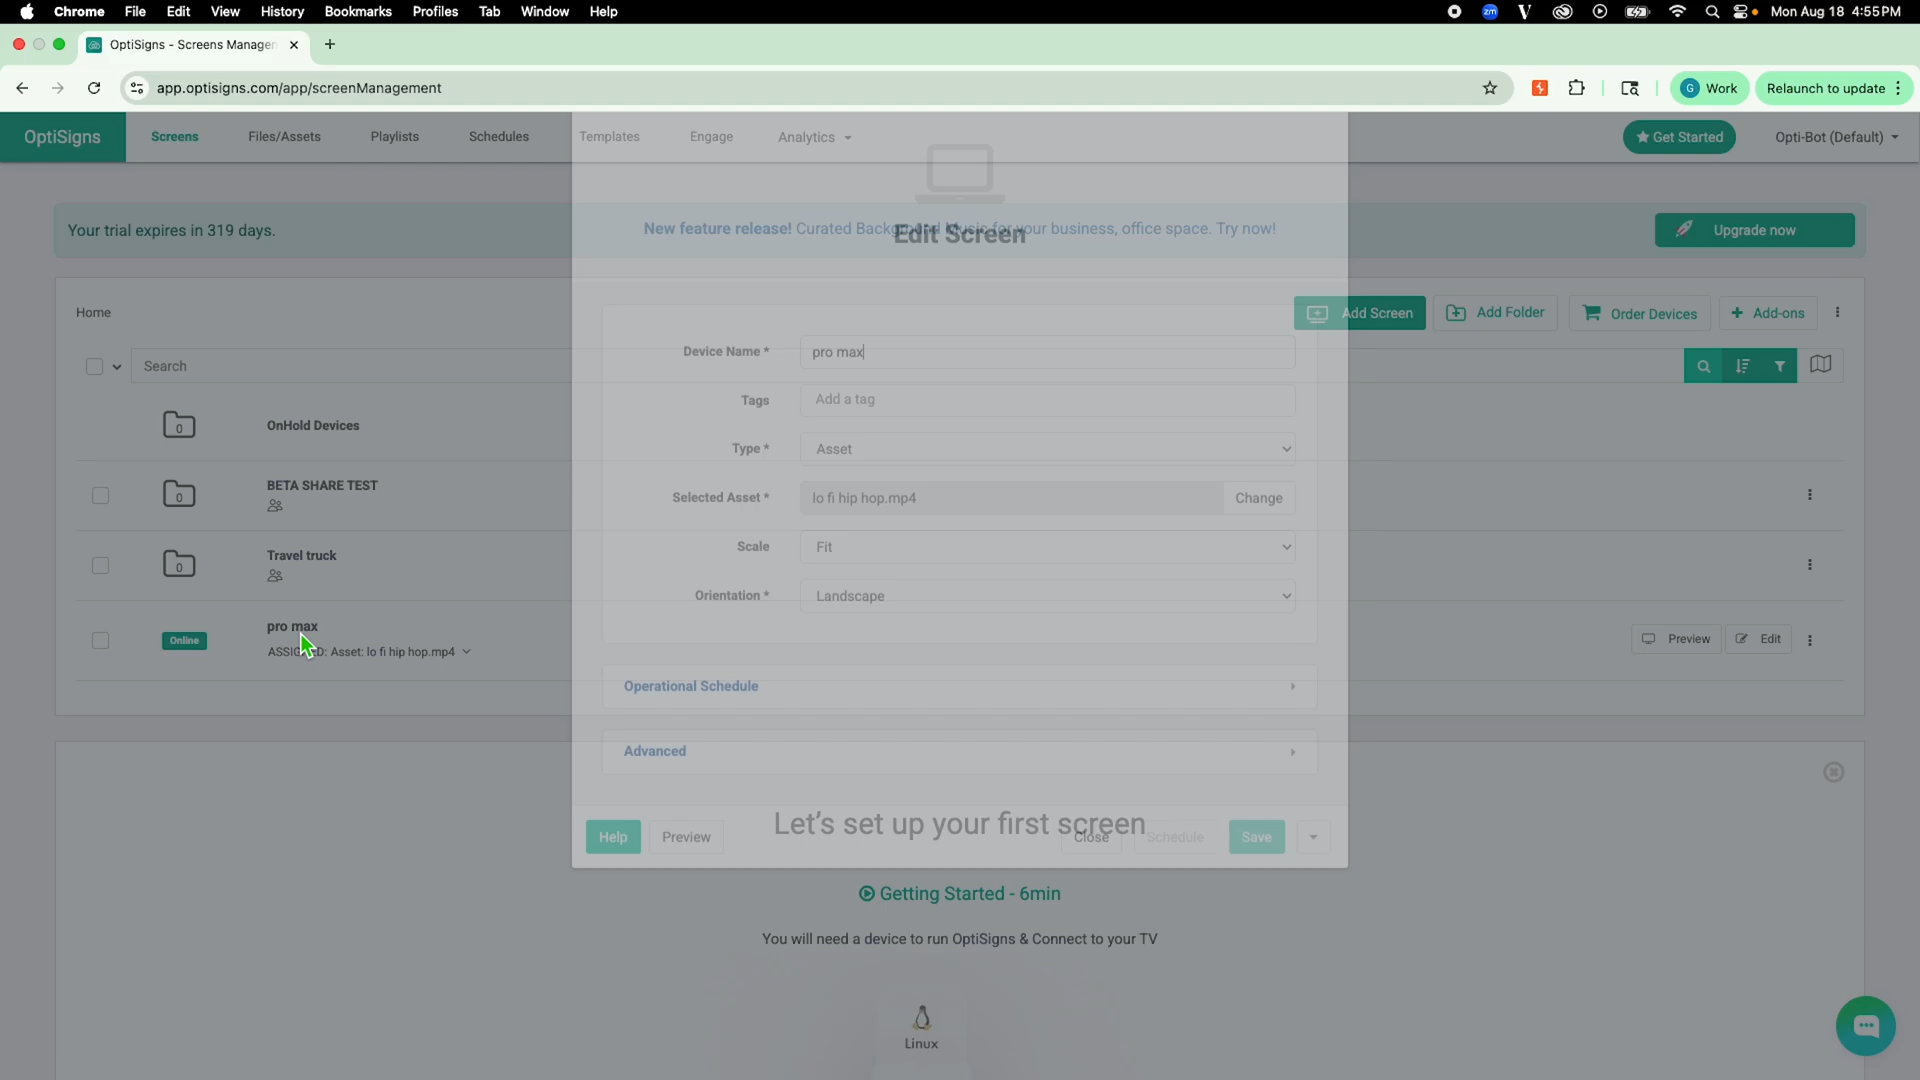 Chrome File Edit View History Bookmarks Profiles Tab Window Help zm Mon Aug 18 4:55 PM
OptiSigns - Screens Manager
app.optisigns.com/app/screenManagement G Work Relaunch to update
OptiSigns Screens Files/Assets Playlists Schedules Templates Engage Analytics Get Started Opti-Bot (Default)
Your trial expires in 319 days. New feature release! Curated Background Music for your business, office space. Try now! Upgrade now
Edit Screen
Home Add Screen Add Folder Order Devices Add-ons
Device Name * pro max
Search
Tags Add a tag
0 OnHold Devices
Type * Asset
0 BETA SHARE TEST
Selected Asset * lo fi hip hop.mp4 Change
Scale Fit
0 Travel truck
Orientation * Landscape
Online pro max Preview Edit
Asset: lo fi hip hop.mp4
Operational Schedule
Advanced
Let's set up your first screen
Help Preview Close Schedule Save
Getting Started - 6min
You will need a device to run OptiSigns & Connect to your TV
Linux